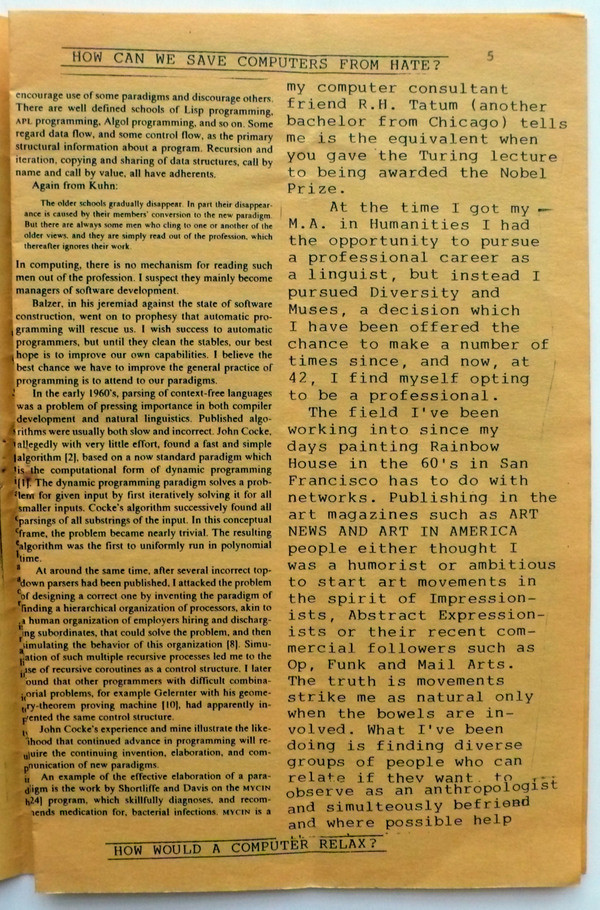 HOW CAN WE SAVE COMPUTERS FROM HATE?
5
encourage use of some paradigms and discourage others.
There are well defined schools of Lisp programming,
APL programming, Algol programming, and so on. Some
regard data flow, and some control flow, as the primary
structural information about a program. Recursion and
iteration, copying and sharing of data structures, call by
name and call by value, all have adherents.
Again from Kuhn:
The older schools gradually disappear. In part their disappear-
ance is caused by their members' conversion to the new paradigm.
But there are always some men who cling to one or another of the
older views, and they are simply read out of the profession, which
thereafter ignores their work.
In computing, there is no mechanism for reading such
men out of the profession. I suspect they mainly become
managers of software development.
Balzer, in his jeremiad against the state of software
construction, went on to prophesy that automatic pro-
gramming will rescue us. I wish success to automatic
programmers, but until they clean the stables, our best
hope is to improve our own capabilities. I believe the
best chance we have to improve the general practice of
programming is to attend to our paradigms.
In the early 1960's, parsing of context-free languages
was a problem of pressing importance in both compiler
development and natural linguistics. Published algo-
rithms were usually both slow and incorrect. John Cocke,
allegedly with very little effort, found a fast and simple
algorithm [2], based on a now standard paradigm which
is the computational form of dynamic programming
[1]. The dynamic programming paradigm solves a prob-
lem for given input by first iteratively solving it for all
smaller inputs. Cocke's algorithm successively found all
parsings of all substrings of the input. In this conceptual
frame, the problem became nearly trivial. The resulting
algorithm was the first to uniformly run in polynomial
time.
At around the same time, after several incorrect top-
down parsers had been published, I attacked the problem
of designing a correct one by inventing the paradigm of
finding a hierarchical organization of processors, akin to
a human organization of employers hiring and discharg-
ing subordinates, that could solve the problem, and then
simulating the behavior of this organization [8]. Simu-
ation of such multiple recursive processes led me to the
use of recursive coroutines as a control structure. I later
ound that other programmers with difficult combina-
orial problems, for example Gelernter with his geome-
ry-theorem proving machine [10], had apparently in-
vented the same control structure.
John Cocke's experience and mine illustrate the like-
ihood that continued advance in programming will re-
quire the continuing invention, elaboration, and com-
munication of new paradigms.
An example of the effective elaboration of a para-
digm is the work by Shortliffe and Davis on the MYCIN
[24] program, which skillfully diagnoses, and recom-
mends medication for, bacterial infections. MYCIN is a
my computer consultant
friend R.H. Tatum (another
bachelor from Chicago) tells
me is the equivalent when
you gave the Turing lecture
to being awarded the Nobel
Prize.
At the time I got my
M.A. in Humanities I had
the opportunity to pursue
a professional career as
a linguist, but instead I
pursued Diversity and
Muses, a decision which
I have been offered the
chance to make a number of
times since, and now, at
42, I find myself opting
to be a professional.
The field I've been
working into since my
days painting Rainbow
House in the 60's in San
Francisco has to do with
networks. Publishing in the
art magazines such as ART
NEWS AND ART IN AMERICA
people either thought I
was a humorist or ambitious
to start art movements in
the spirit of Impression-
ists, Abstract Expression-
ists or their recent com-
mercial followers such as
Op, Funk and Mail Arts.
The truth is movements
strike me as natural only
when the bowels are in-
volved. What I've been
doing is finding diverse
groups of people who can
relate if they want to
observe as an anthropologist
and simulteously befriend
and where possible help
HOW WOULD A COMPUTER RELAX?